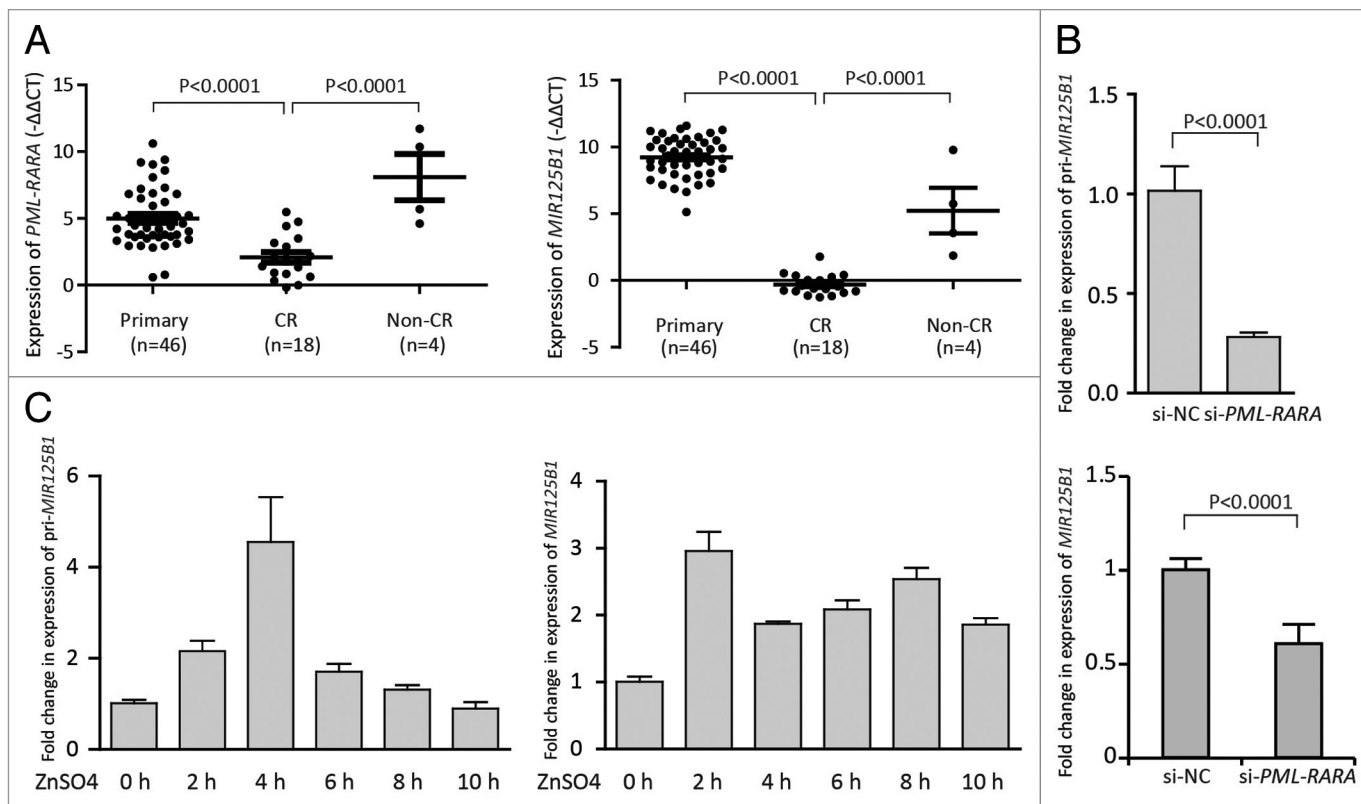 A
Expression of PML-RARA (-ΔΔCT)
15
10
5
0
-5
P<0.0001
P<0.0001
Primary
(n=46)
CR
(n=18)
Non-CR
(n=4)
Expression of MIR125B1 (-ΔΔCT)
15
10
5
0
-5
P<0.0001
P<0.0001
Primary
(n=46)
CR
(n=18)
Non-CR
(n=4)
B
Fold change in expression of pri-MIR125B1
1.5
1.0
0.5
0.0
P<0.0001
si-NC si-PML-RARA
Fold change in expression of MIR125B1
1.5
1
0.5
0
P<0.0001
si-NC si-PML-RARA
C
Fold change in expression of pri-MIR125B1
6
4
2
0
ZnSO4 0 h 2 h 4 h 6 h 8 h 10 h
Fold change in expression of MIR125B1
4
3
2
1
0
ZnSO4 0 h 2 h 4 h 6 h 8 h 10 h